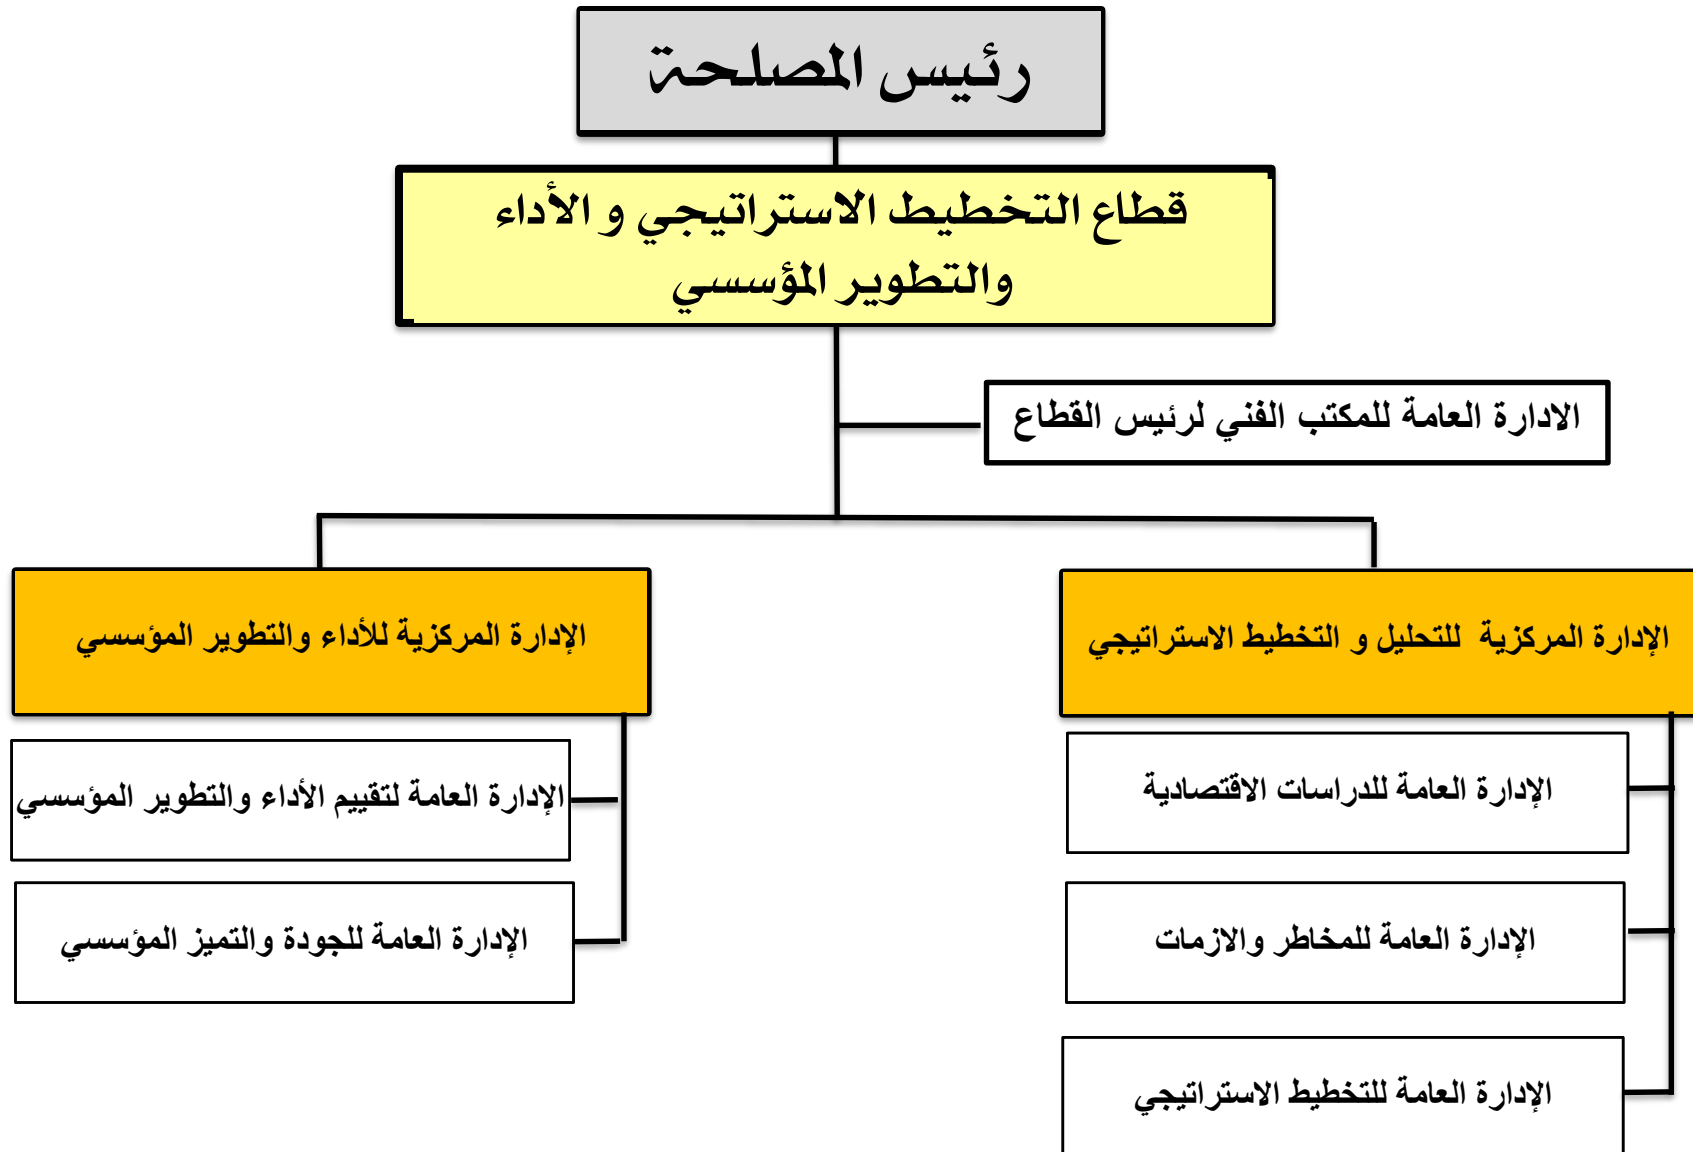 رئيس المصلحة
قطاع التخطيط الاستراتيجي و الأداء
والتطوير المؤسسي
الادارة العامة للمكتب الفني لرئيس القطاع
الإدارة المركزية للتحليل و التخطيط الاستراتيجي
الإدارة العامة للدراسات الاقتصادية
الإدارة العامة للمخاطر والازمات
الإدارة العامة للتخطيط الاستراتيجي
الإدارة المركزية للأداء والتطوير المؤسسي
الإدارة العامة لتقييم الأداء والتطوير المؤسسي
الإدارة العامة للجودة والتميز المؤسسي